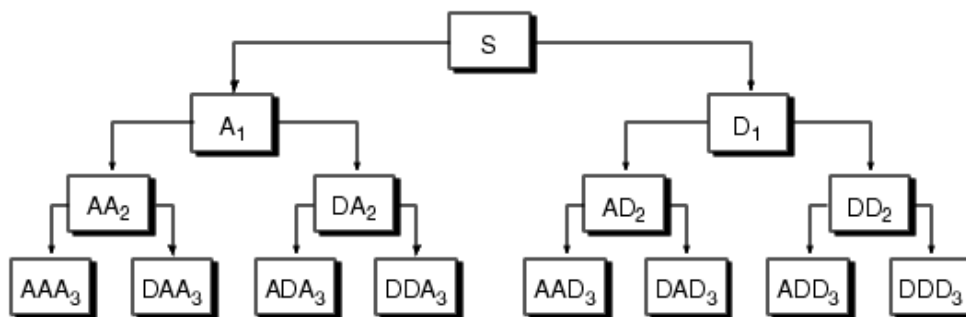 S
A₁ D₁
AA₂ DA₂ AD₂ DD₂
AAA₃ DAA₃ ADA₃ DDA₃ AAD₃ DAD₃ ADD₃ DDD₃